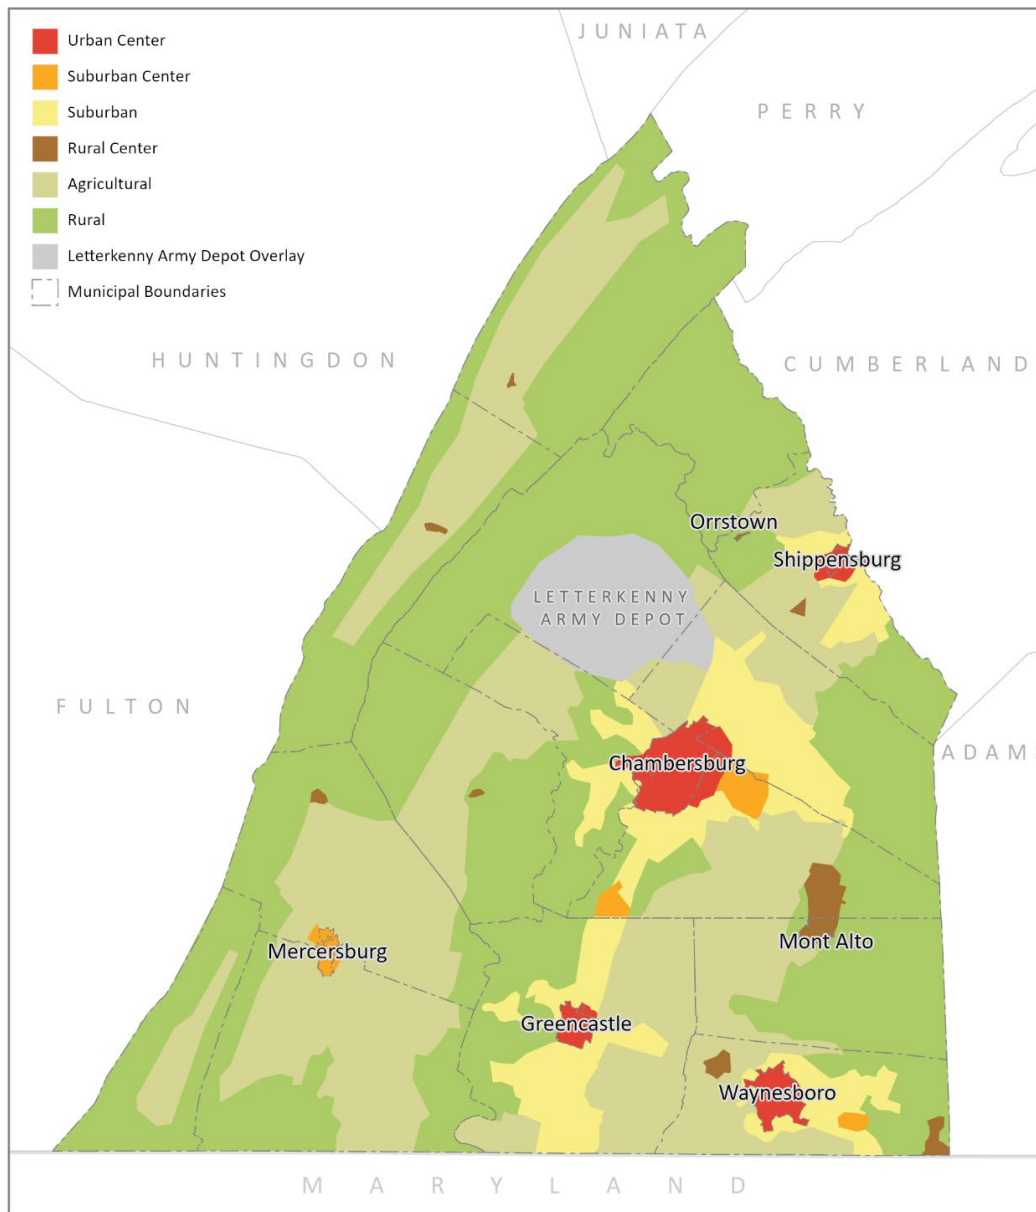 Urban Center
Suburban Center
Suburban
Rural Center
Agricultural
Rural
Letterkenny Army Depot Overlay
Municipal Boundaries
JUNIATA
PERRY
HUNTINGDON
CUMBERLAND
Orrstown
Shippensburg
LETTERKENNY
ARMY DEPOT
FULTON
ADAM
Chambersburg
Mont Alto
Mercersburg
Greencastle
Waynesboro
MARYLAND